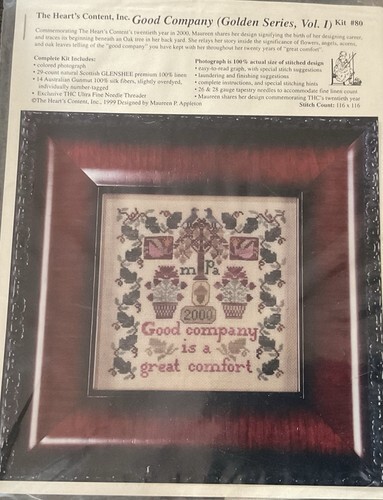 The Heart's Content, Inc. Good Company (Golden Series, Vol. I) Kit #80
Commemorating The Heart's Content's twentieth year in 2000, Maureen shares her design signifying the birth of her designing career,
and traces its beginning beneath an Oak tree in her back yard. She relays her story inside the significance of flowers, angels, acorns,
and oak leaves telling of the "good company" you have kept with her throughout her twenty years of "great comfort".
Complete Kit Includes:
• colored photograph
• 29-count natural Scottish GLENSHEE premium 100% linen
• 14 Australian Gumnut 100% silk fibers, slightly overdyed,
individually number-tagged
• Exclusive THC Ultra Fine Needle Threader
©The Heart's Content, Inc., 1999 Designed by Maureen P. Appleton
Photograph is 100% actual size of stitched design
• easy-to-read graph, with special stitch suggestions
• laundering and finishing suggestions
• complete instructions, and special stitching hints
• 26 & 28 gauge tapestry needles to accommodate fine linen count
• Maureen shares her design commemorating THC's twentieth year
Stitch Count: 116 x 116
m P a
2000
Good company
is a
great comfort